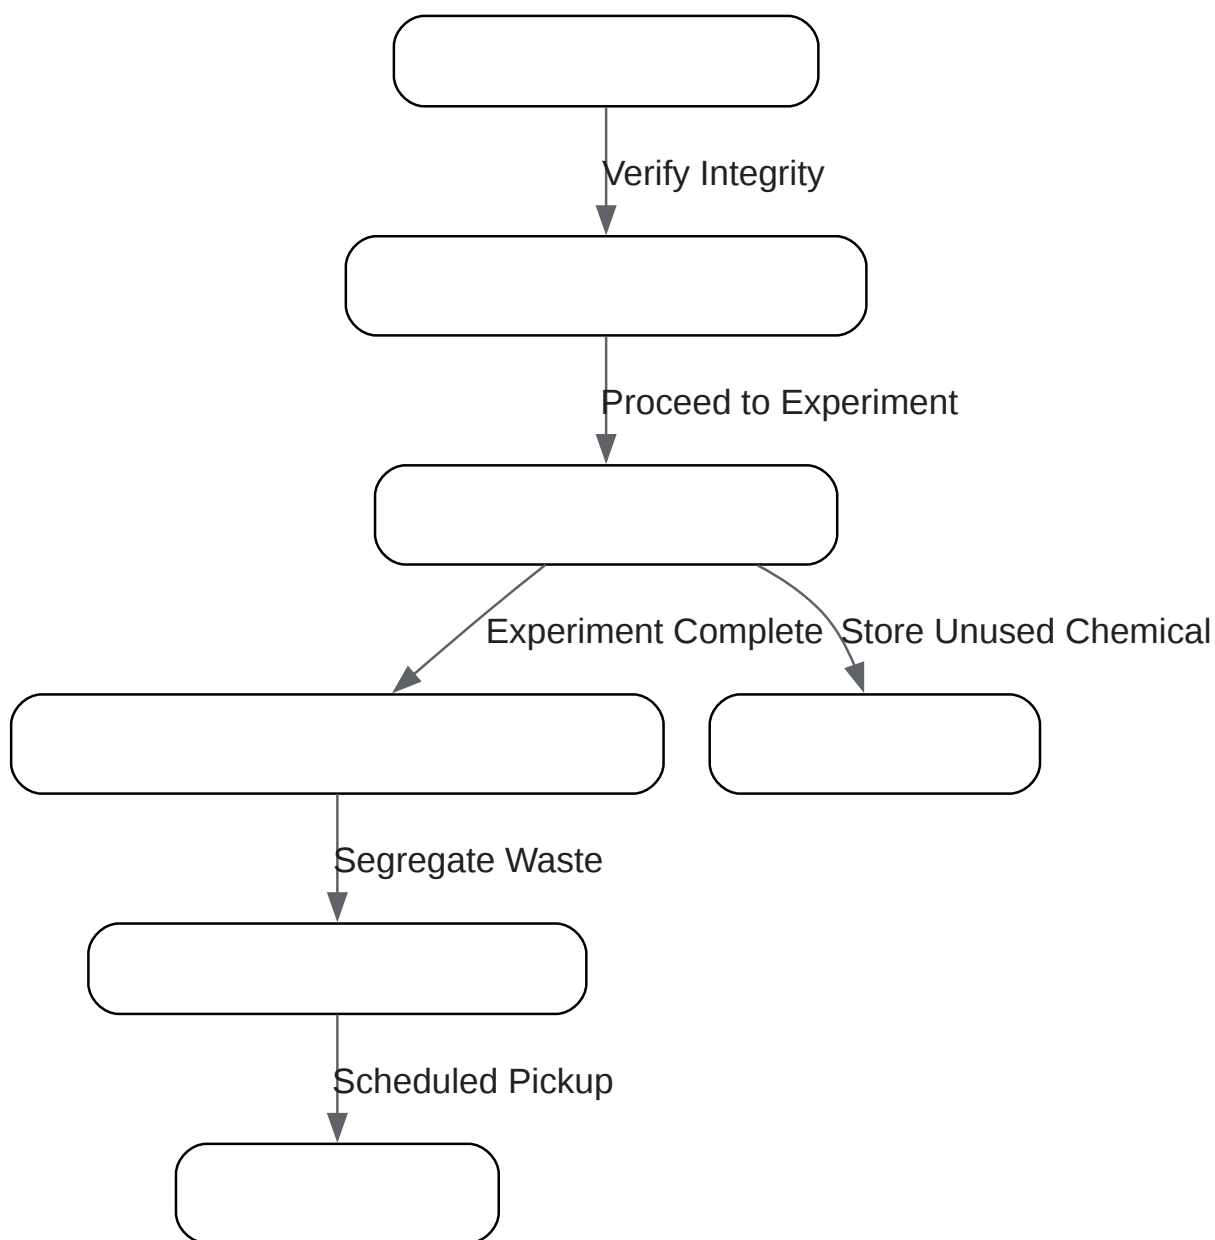 Verify Integrity
Proceed to Experiment
Experiment Complete
Store Unused Chemical
Segregate Waste
Scheduled Pickup